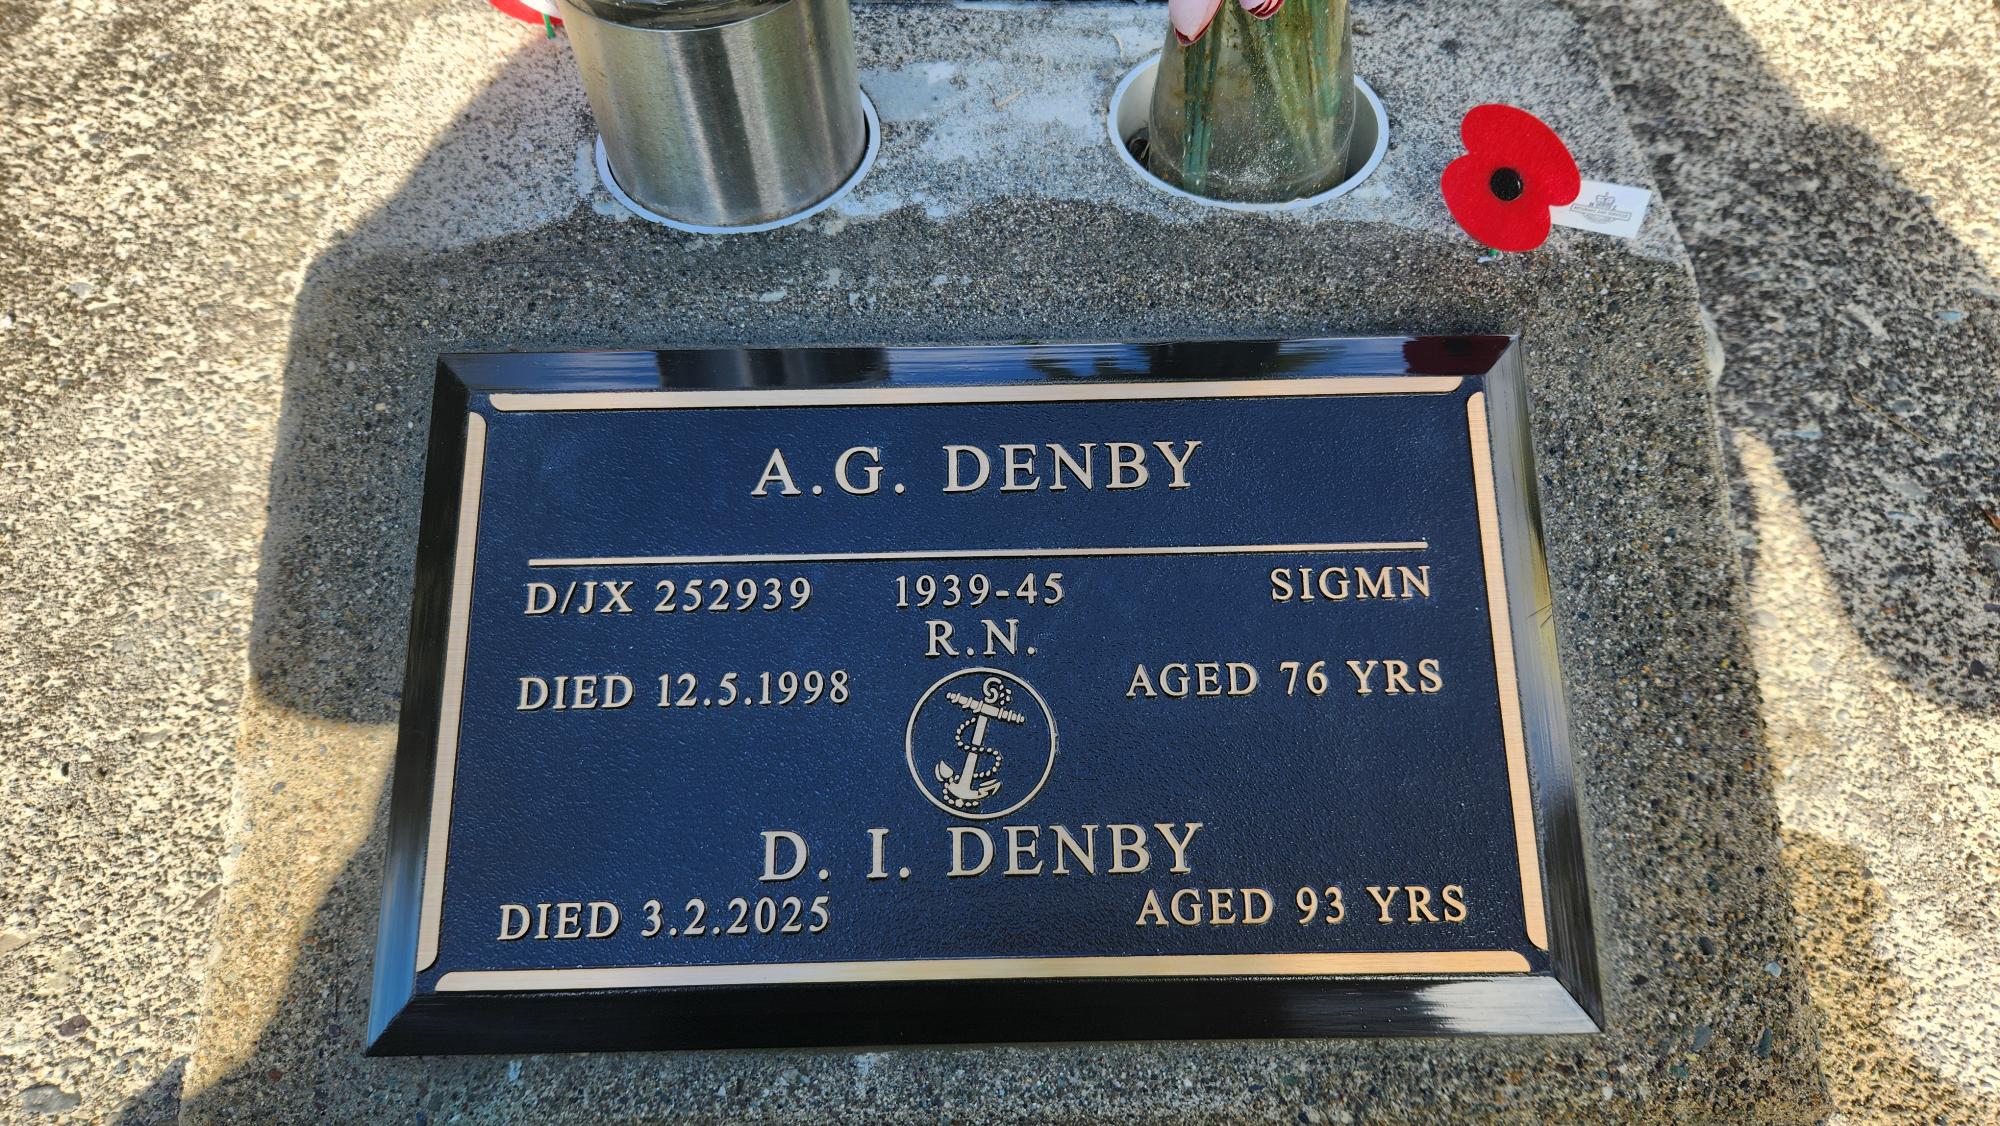 A.G. DENBY
D/JX 252939 1939-45 SIGMN
R.N.
DIED 12.5.1998 AGED 76 YRS
D. I. DENBY
DIED 3.2.2025 AGED 93 YRS